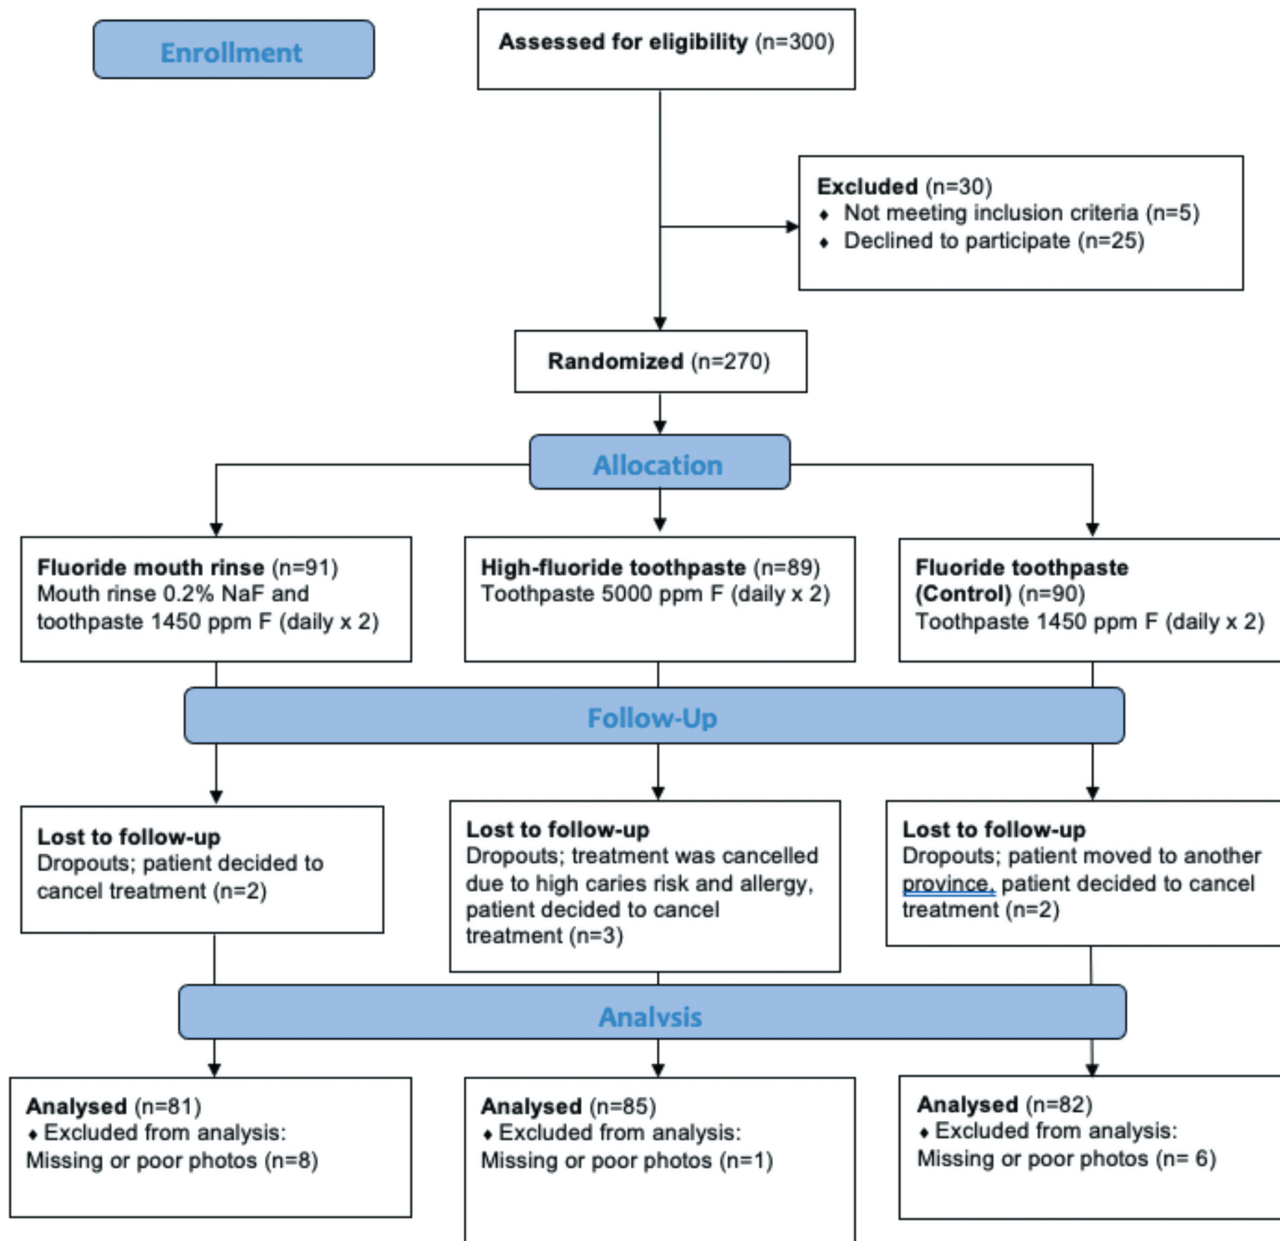 Enrollment
Assessed for eligibility (n=300)
Excluded (n=30)
♦ Not meeting inclusion criteria (n=5)
♦ Declined to participate (n=25)
Randomized (n=270)
Allocation
Fluoride mouth rinse (n=91)
Mouth rinse 0.2% NaF and
toothpaste 1450 ppm F (daily x 2)
High-fluoride toothpaste (n=89)
Toothpaste 5000 ppm F (daily x 2)
Fluoride toothpaste
(Control) (n=90)
Toothpaste 1450 ppm F (daily x 2)
Follow-Up
Lost to follow-up
Dropouts; patient decided to
cancel treatment (n=2)
Lost to follow-up
Dropouts; treatment was cancelled
due to high caries risk and allergy,
patient decided to cancel
treatment (n=3)
Lost to follow-up
Dropouts; patient moved to another
province, patient decided to cancel
treatment (n=2)
Analysis
Analysed (n=81)
♦ Excluded from analysis:
Missing or poor photos (n=8)
Analysed (n=85)
♦ Excluded from analysis:
Missing or poor photos (n=1)
Analysed (n=82)
♦ Excluded from analysis:
Missing or poor photos (n= 6)